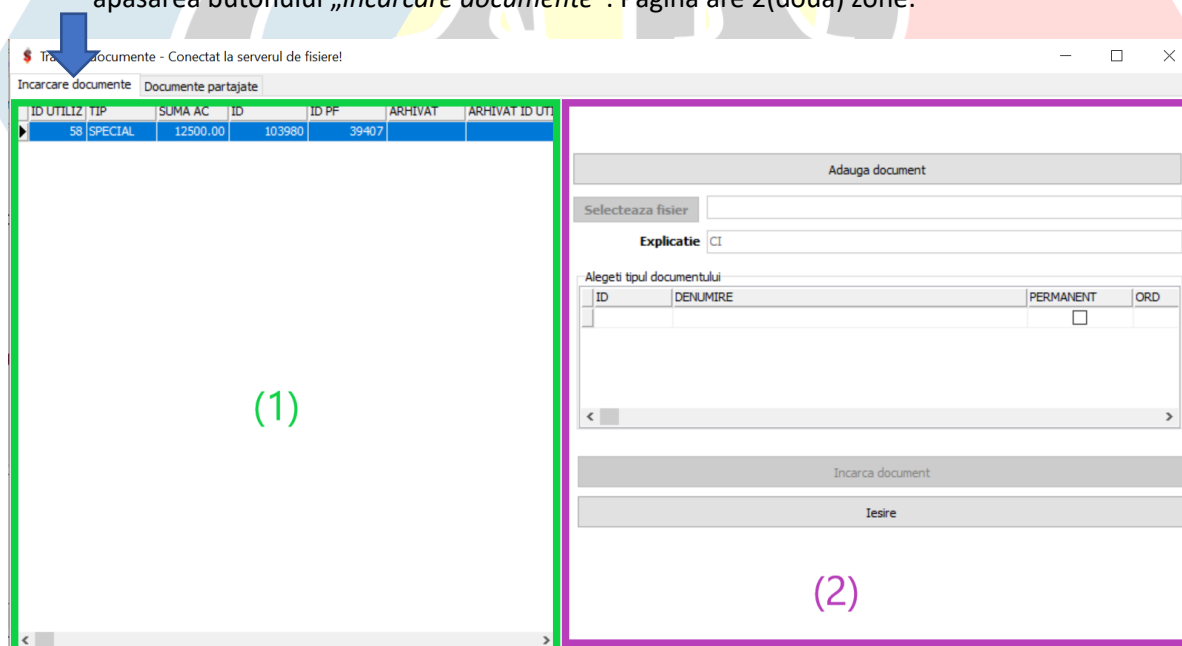 apăsarea butonului „încărcare documente”. Pagina are 2(două) zone:
documente - Conectat la serverul de fisiere!
Incarcare documente Documente partajate
ID UTILIZ TIP SUMA AC ID ID PF ARHIVAT ARHIVAT ID UTI
58 SPECIAL 12500.00 103980 39407
Adauga document
Selecteaza fisier
Explicatie CI
Alegeti tipul documentului
ID DENUMIRE PERMANENT ORD
(1)
Incarca document
Iesire
(2)